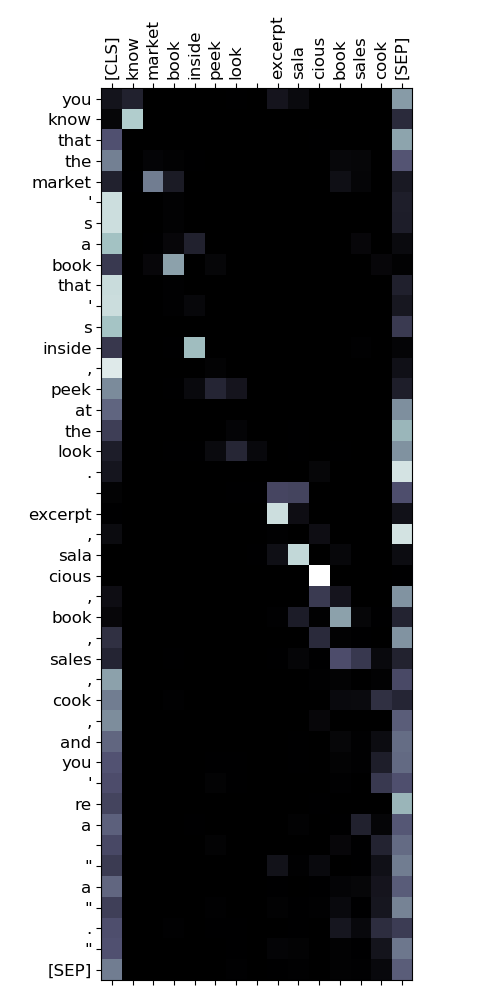 [CLS]
know
market
book
inside
peek
look
excerpt
sala
cious
book
sales
cook
[SEP]
you
know
that
the
market
'
s
a
book
that
'
s
inside
,
peek
at
the
look
.
excerpt
,
sala
cious
,
book
,
sales
,
cook
,
and
you
'
re
a
"
a
"
.
"
[SEP]